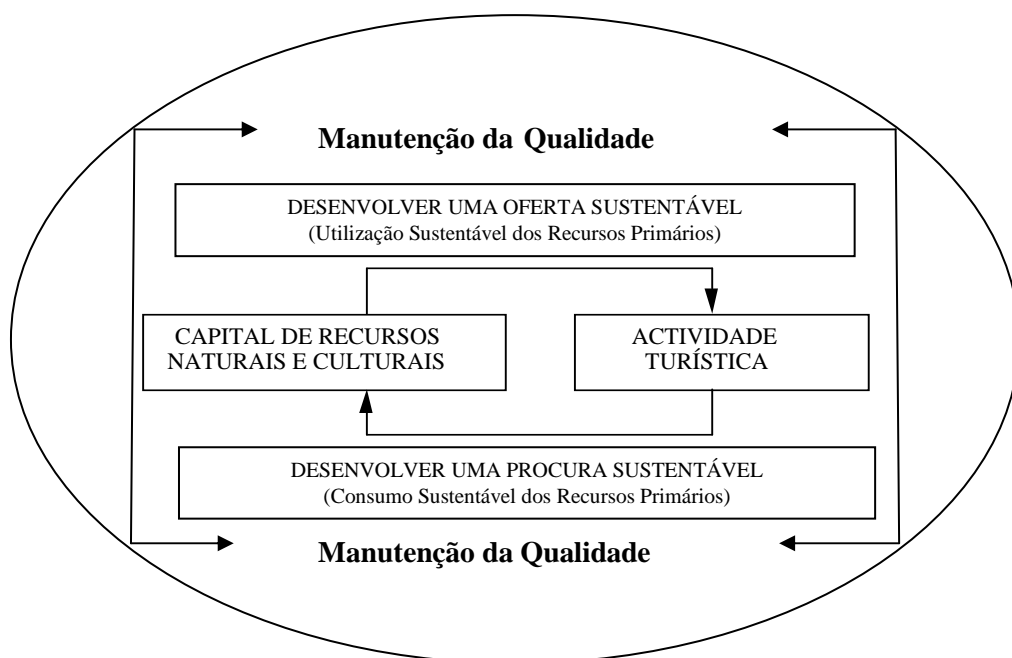 Manutenção da Qualidade
DESENVOLVER UMA OFERTA SUSTENTÁVEL
(Utilização Sustentável dos Recursos Primários)
CAPITAL DE RECURSOS
NATURAIS E CULTURAIS
ACTIVIDADE
TURÍSTICA
DESENVOLVER UMA PROCURA SUSTENTÁVEL
(Consumo Sustentável dos Recursos Primários)
Manutenção da Qualidade